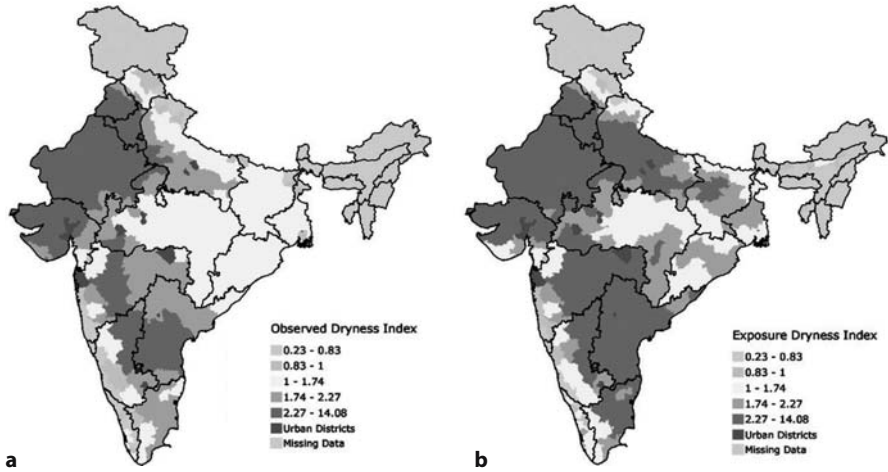 Observed Dryness Index
0.23 - 0.83
0.83 - 1
1 - 1.74
1.74 - 2.27
2.27 - 14.08
Urban Districts
Missing Data
a
Exposure Dryness Index
0.23 - 0.83
0.83 - 1
1 - 1.74
1.74 - 2.27
2.27 - 14.08
Urban Districts
Missing Data
b